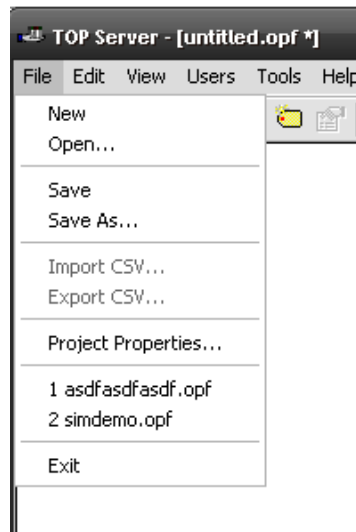 TOP Server - [untitled.opf *]
File Edit View Users Tools Help
New
Open...
Save
Save As...
Import CSV...
Export CSV...
Project Properties...
1 asdfasdfasdf.opf
2 simdemo.opf
Exit